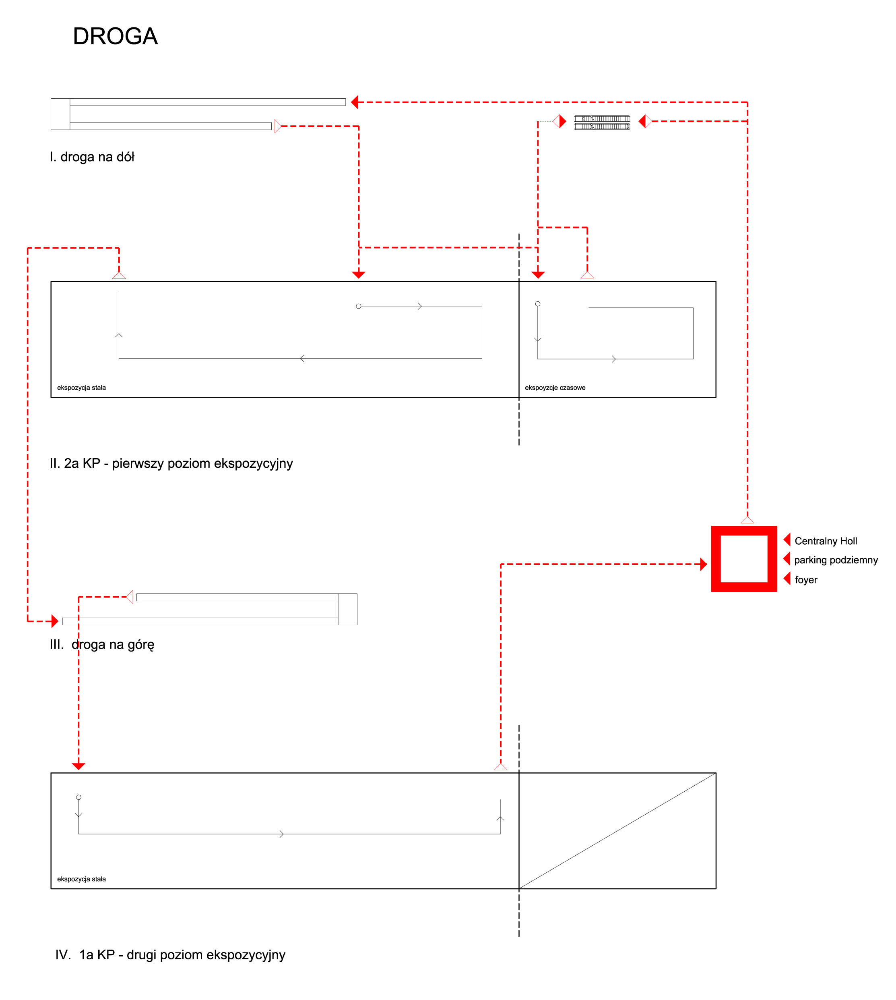 DROGA
I. droga na dół
ekspozycja stała
ekspoyzcje czasowe
II. 2a KP - pierwszy poziom ekspozycyjny
Centralny Holl
parking podziemny
foyer
III. droga na górę
ekspozycja stała
IV. 1a KP - drugi poziom ekspozycyjny